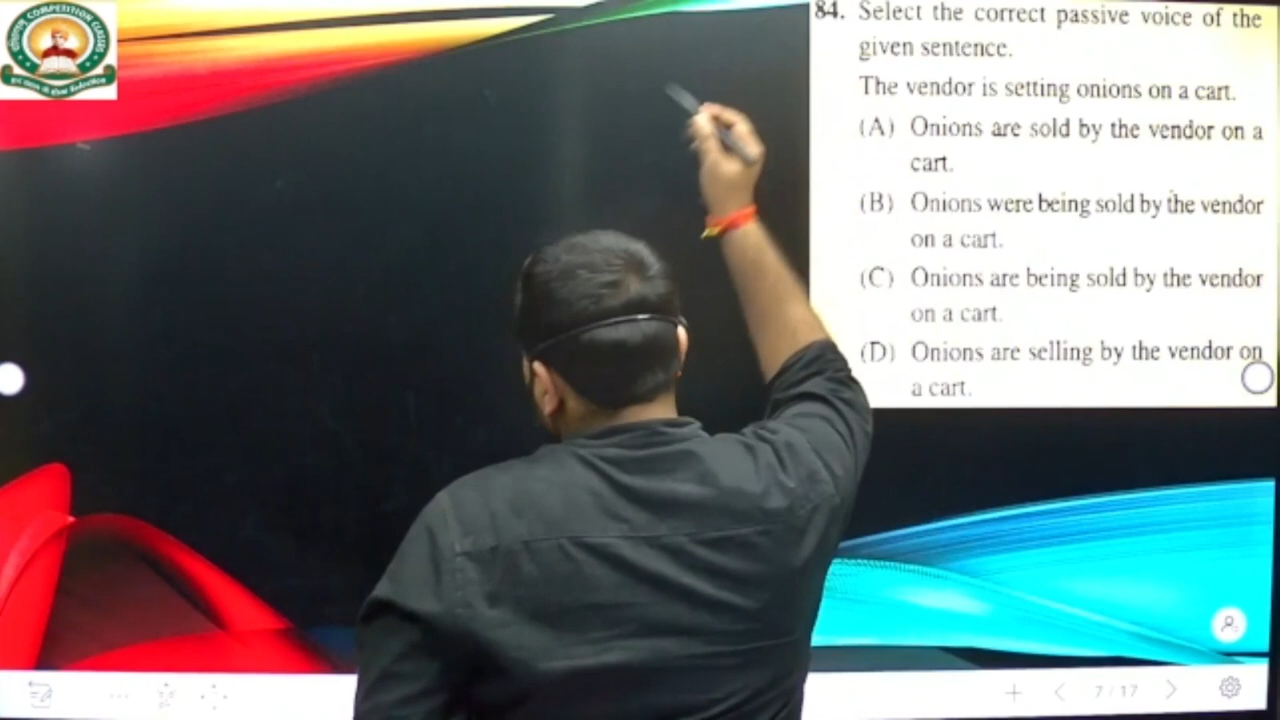 84. Select the correct passive voice of the
given sentence.
The vendor is setting onions on a cart.
(A) Onions are sold by the vendor on a
cart.
(B) Onions were being sold by the vendor
on a cart.
(C) Onions are being sold by the vendor
on a cart.
(D) Onions are selling by the vendor on
a cart.
7 / 17